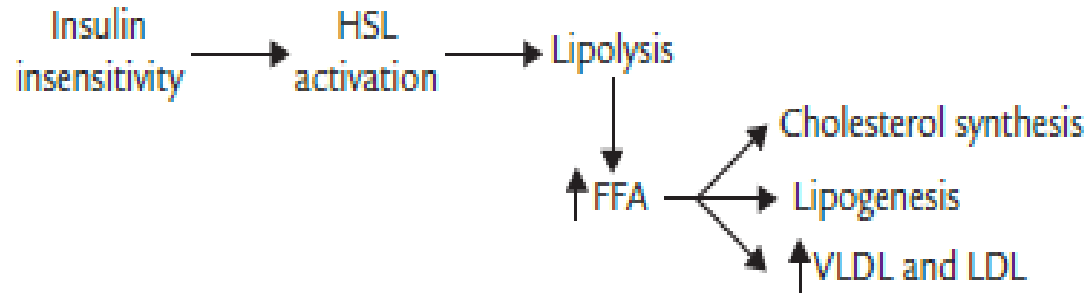 Insulin
insensitivity
HSL
activation
Lipolysis
Cholesterol synthesis
FFA
Lipogenesis
VLDL and LDL